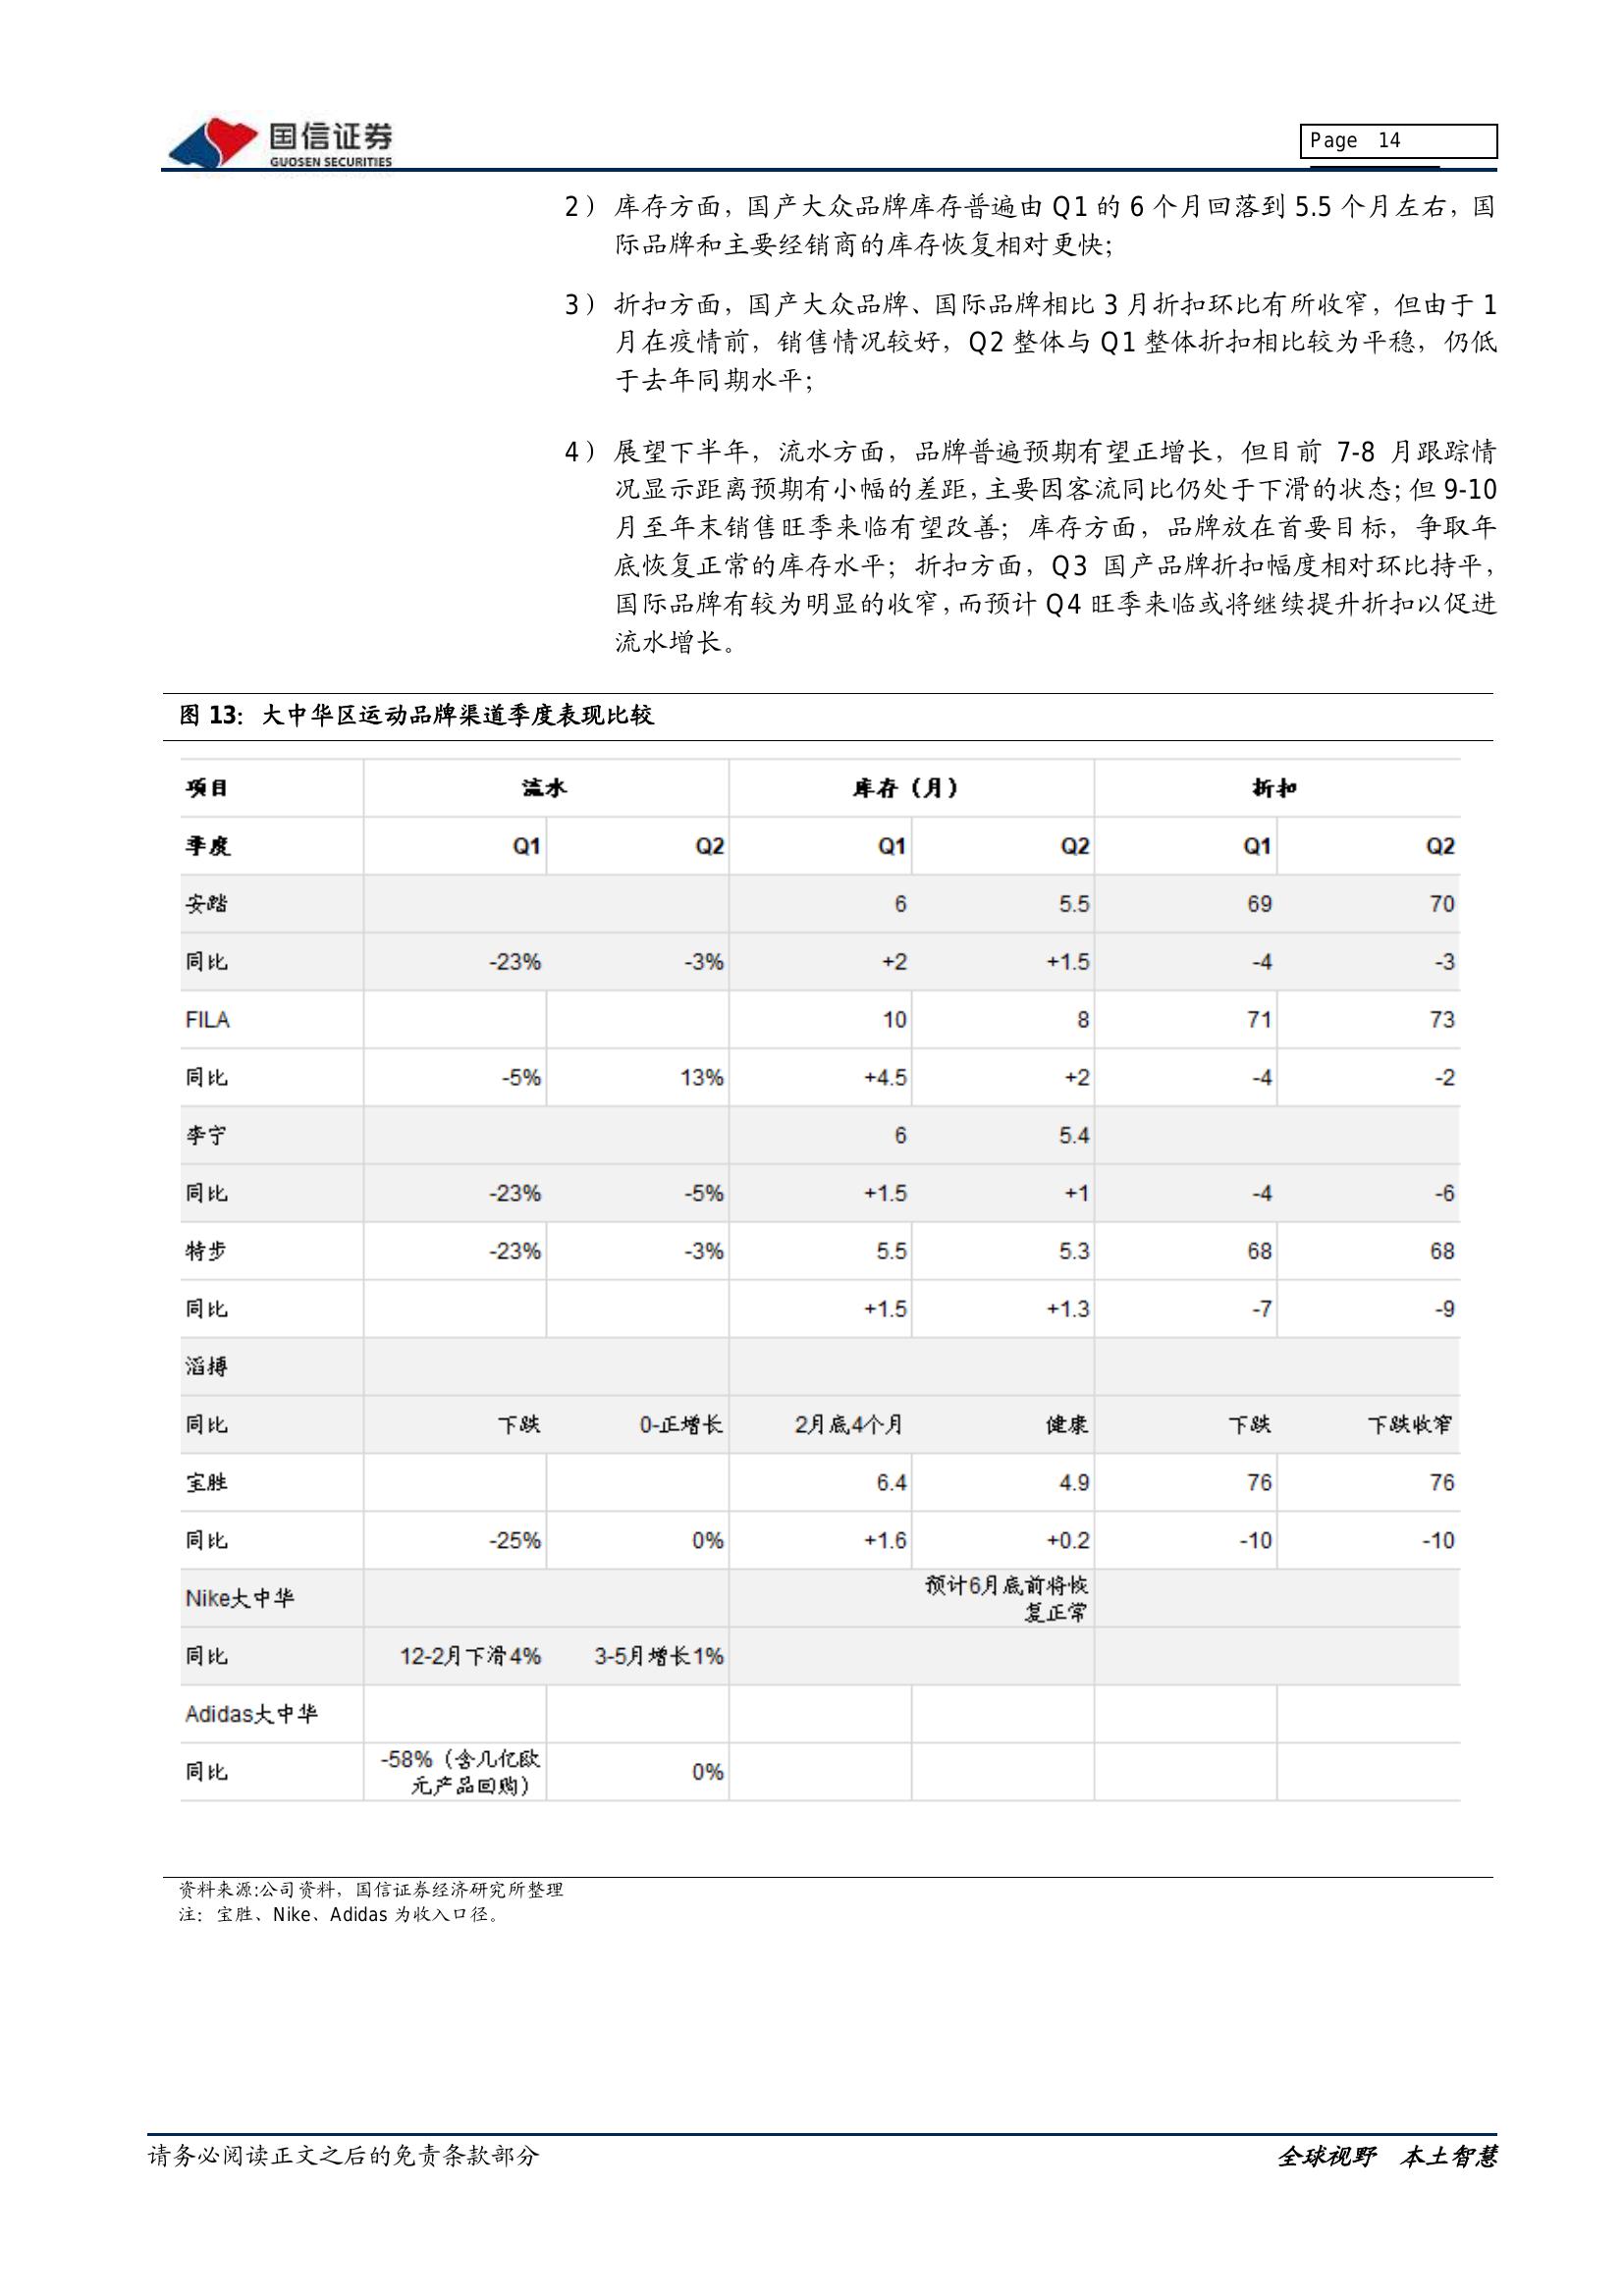 国信证券
GUOSEN SECURITIES
Page 14
2） 库存方面，国产大众品牌库存普遍由 Q1 的 6 个月回落到 5.5 个月左右，国
际品牌和主要经销商的库存恢复相对更快；
3） 折扣方面，国产大众品牌、国际品牌相比 3 月折扣环比有所收窄，但由于 1
月在疫情前，销售情况较好，Q2 整体与 Q1 整体折扣相比较为平稳，仍低
于去年同期水平；
4） 展望下半年，流水方面，品牌普遍预期有望正增长，但目前 7-8 月跟踪情
况显示距离预期有小幅的差距，主要因客流同比仍处于下滑的状态；但 9-10
月至年末销售旺季来临有望改善；库存方面，品牌放在首要目标，争取年
底恢复正常的库存水平；折扣方面，Q3 国产品牌折扣幅度相对环比持平，
国际品牌有较为明显的收窄，而预计 Q4 旺季来临或将继续提升折扣以促进
流水增长。
图 13：大中华区运动品牌渠道季度表现比较
项目 流水 库存（月） 折扣
季度 Q1 Q2 Q1 Q2 Q1 Q2
安踏 6 5.5 69 70
同比 -23% -3% +2 +1.5 -4 -3
FILA 10 8 71 73
同比 -5% 13% +4.5 +2 -4 -2
李宁 6 5.4
同比 -23% -5% +1.5 +1 -4 -6
特步 -23% -3% 5.5 5.3 68 68
同比 +1.5 +1.3 -7 -9
滔搏
同比 下跌 0-正增长 2月底4个月 健康 下跌 下跌收窄
宝胜 6.4 4.9 76 76
同比 -25% 0% +1.6 +0.2 -10 -10
Nike大中华 预计6月底前将恢
复正常
同比 12-2月下滑4% 3-5月增长1%
Adidas大中华
同比 -58%（含几亿欧 0%
元产品回购）
资料来源:公司资料，国信证券经济研究所整理
注：宝胜、Nike、Adidas 为收入口径。
请务必阅读正文之后的免责条款部分 全球视野 本土智慧